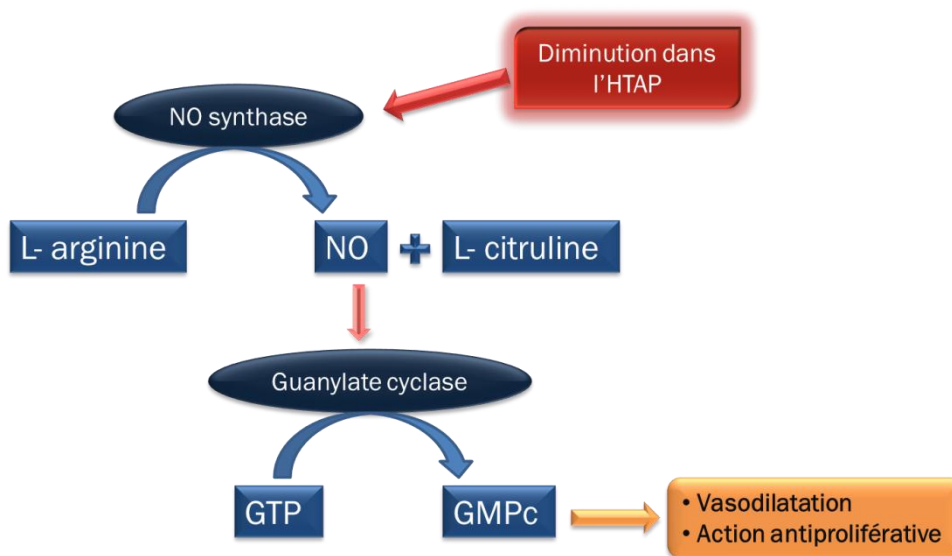 Diminution dans
l'HTAP
NO synthase
L- arginine
NO
L- citruline
Guanylate cyclase
GTP
GMPc
• Vasodilatation
• Action antiproliférative